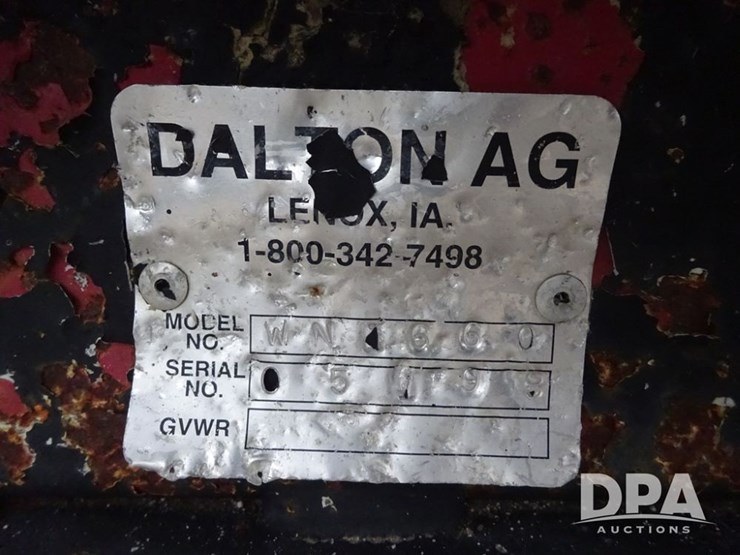 DALTON AG
LENOX, IA.
1-800-342-7498
MODEL NO.
SERIAL NO.
GVWR
DPA
AUCTIONS